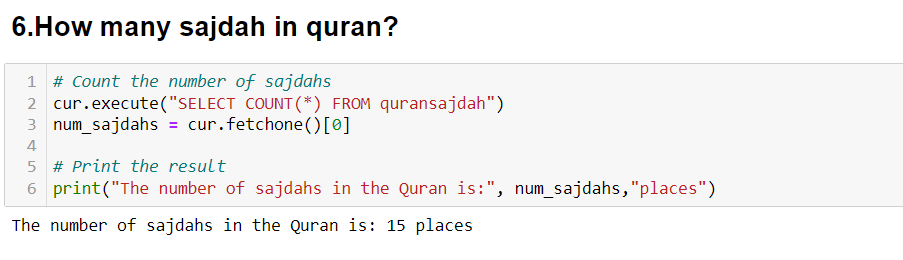 6.How many sajdah in quran?
1 # Count the number of sajdahs
2 cur.execute("SELECT COUNT(*) FROM quransajdah")
3 num_sajdahs = cur.fetchone()[0]
4
5 # Print the result
6 print("The number of sajdahs in the Quran is:", num_sajdahs,"places")
The number of sajdahs in the Quran is: 15 places